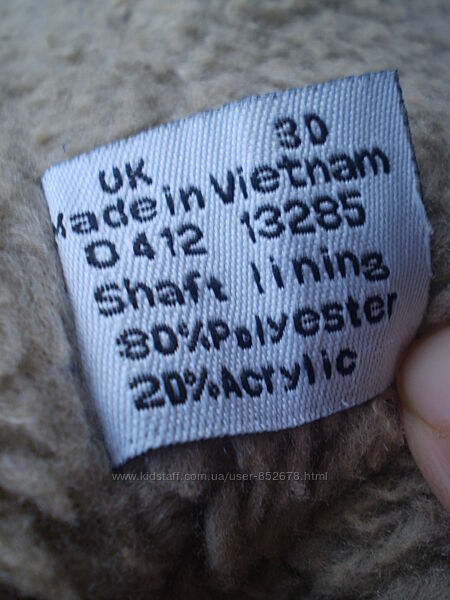 UK 3D
Made in Vietnam
0412 13285
Shaft lining
80%Polyester
20%Acrylic
www.kidstaff.com.ua/user-852678.html